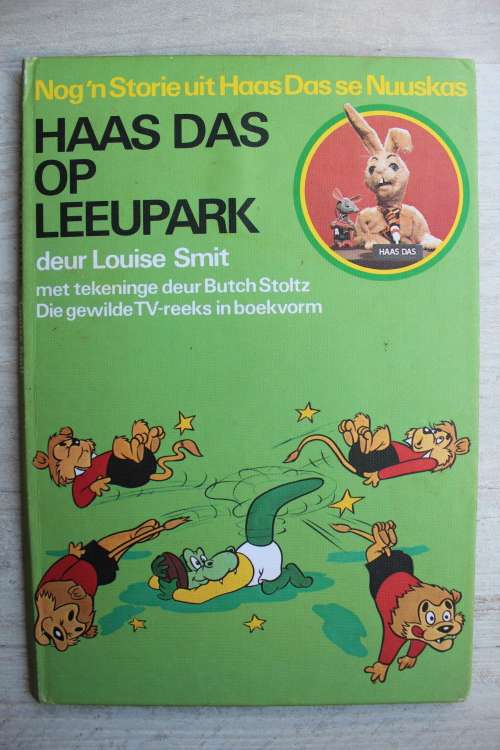 Nog 'n Storie uit Haas Das se Nuuskas
HAAS DAS
OP
LEEUPARK
deur Louise Smit
met tekeninge deur Butch Stoltz
Die gewilde TV-reeks in boekvorm
HAAS DAS